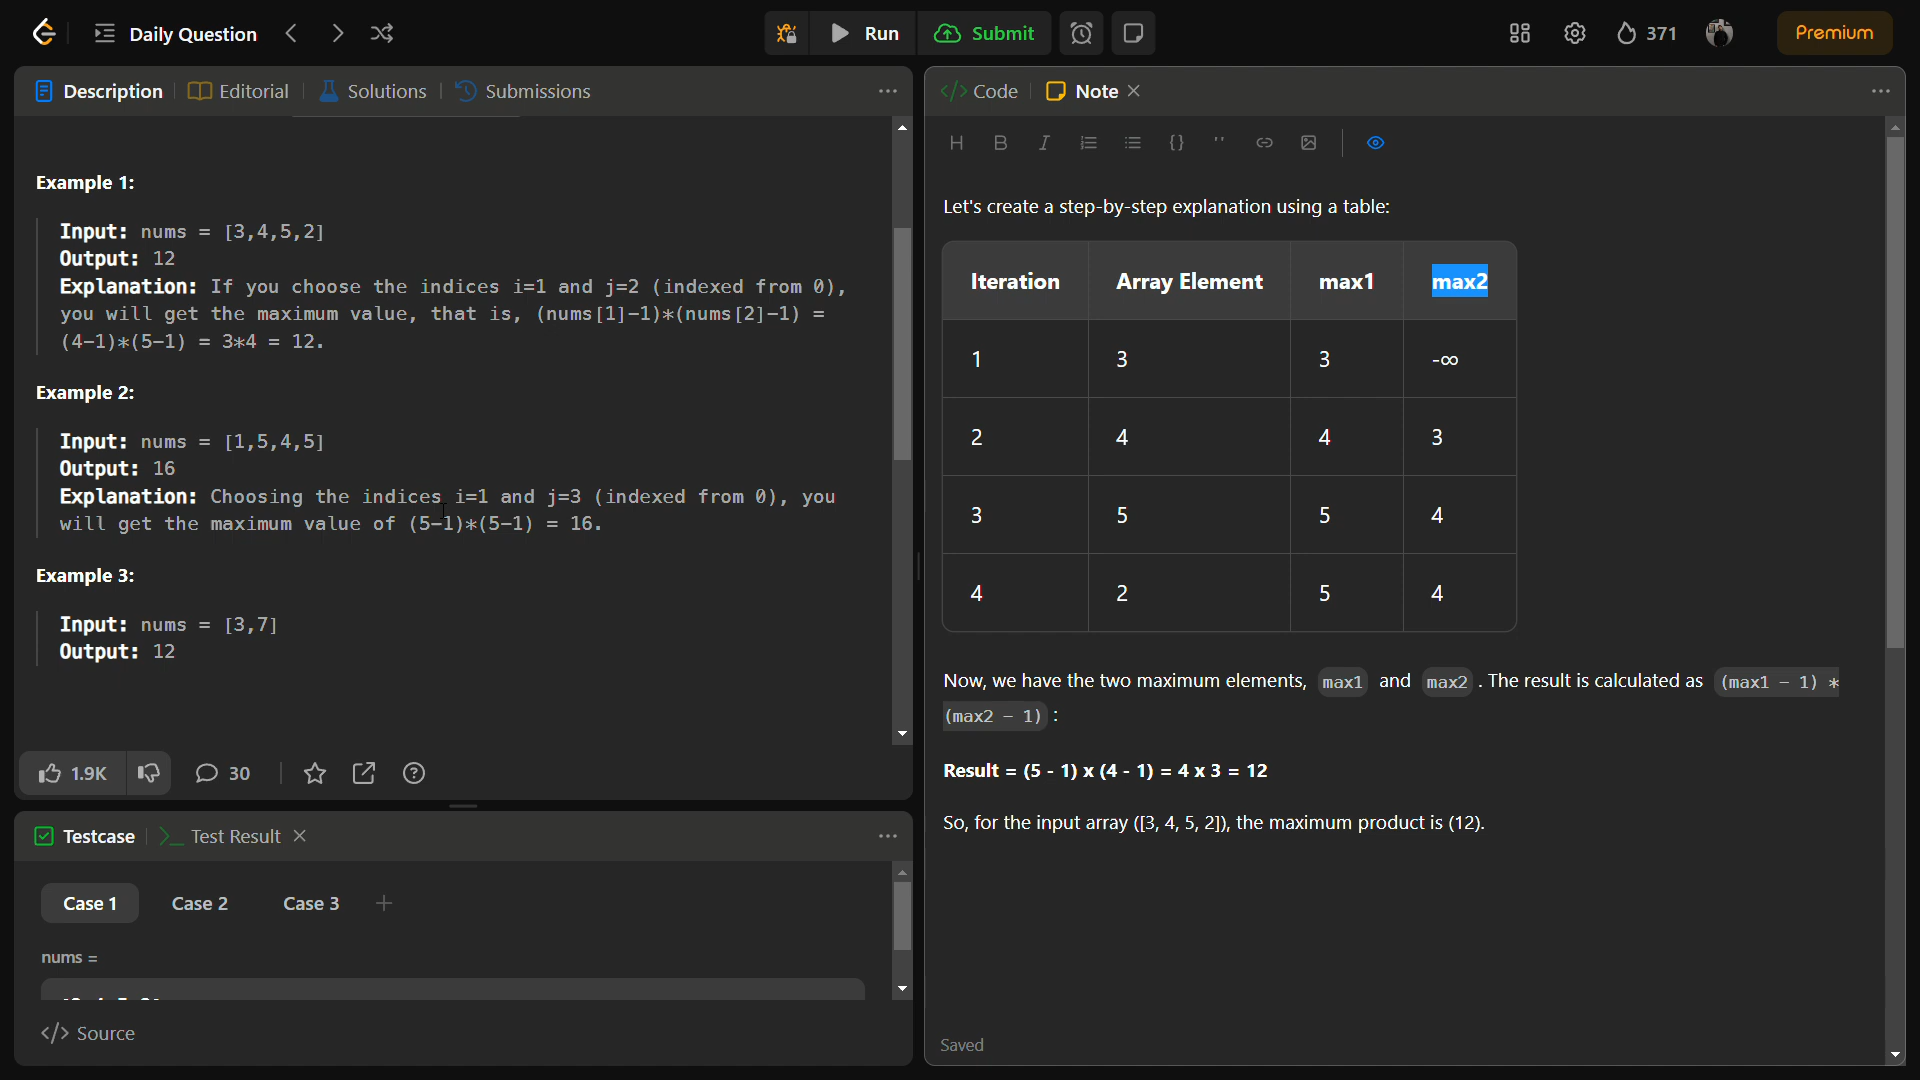 Daily Question
Run
Submit
371
Premium
Description
Editorial
Solutions
Submissions
Example 1:
Input: nums = [3,4,5,2]
Output: 12
Explanation: If you choose the indices i=1 and j=2 (indexed from 0),
you will get the maximum value, that is, (nums[1]-1)*(nums[2]-1) =
(4-1)*(5-1) = 3*4 = 12.
Example 2:
Input: nums = [1,5,4,5]
Output: 16
Explanation: Choosing the indices i=1 and j=3 (indexed from 0), you
will get the maximum value of (5-1)*(5-1) = 16.
Example 3:
Input: nums = [3,7]
Output: 12
1.9K
30
Testcase
Test Result
Case 1
Case 2
Case 3
nums =
</> Source
</> Code
Note
H B I {} "
Let's create a step-by-step explanation using a table:
Iteration Array Element max1 max2
1 3 3 -∞
2 4 4 3
3 5 5 4
4 2 5 4
Now, we have the two maximum elements, max1 and max2 . The result is calculated as (max1 - 1) *
(max2 - 1) :
Result = (5 - 1) x (4 - 1) = 4 x 3 = 12
So, for the input array ([3, 4, 5, 2]), the maximum product is (12).
Saved